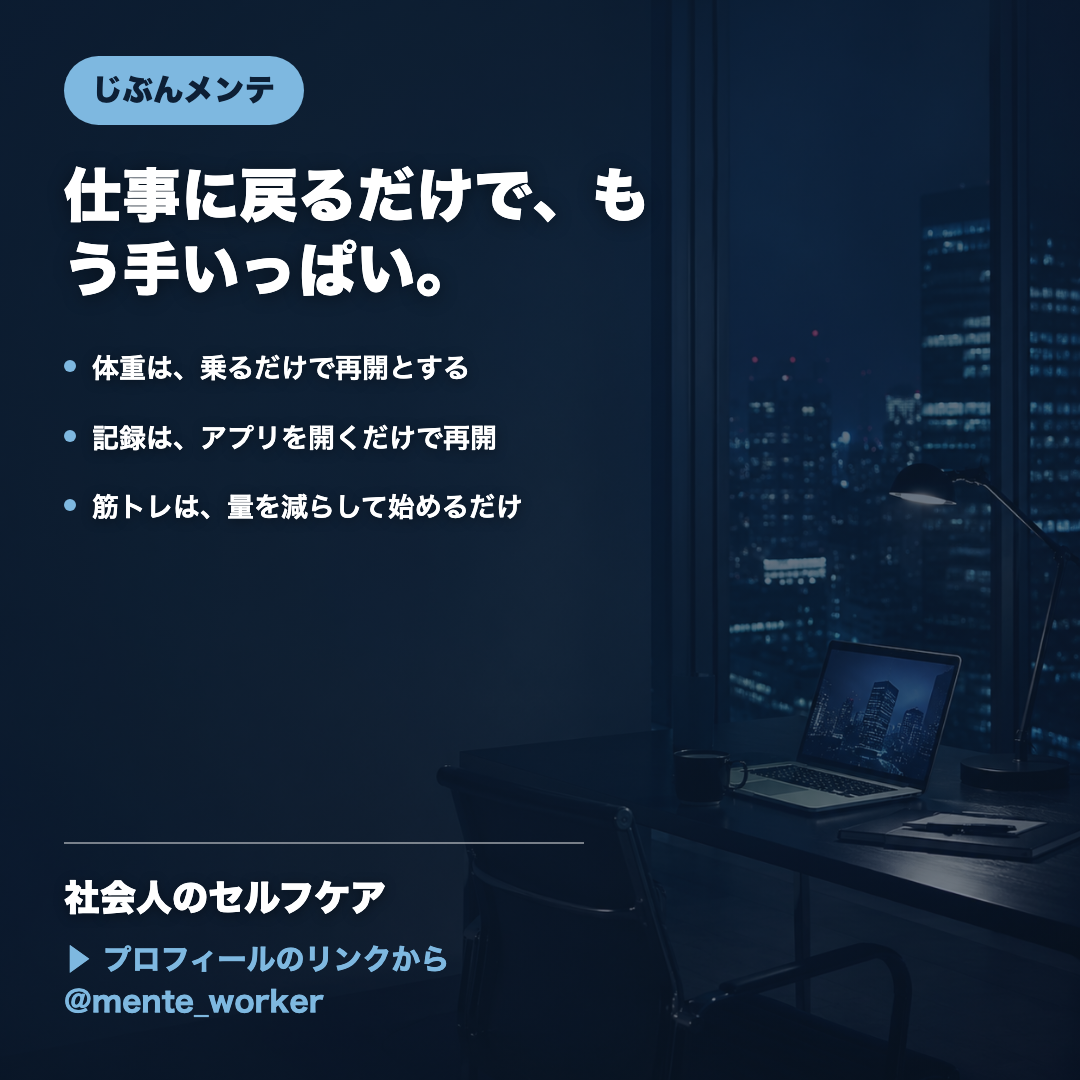 じぶんメンテ
仕事に戻るだけで、も
う手いっぱい。
体重は、乗るだけで再開とする
記録は、アプリを開くだけで再開
筋トレは、量を減らして始めるだけ
社会人のセルフケア
▶ プロフィールのリンクから
@mente_worker